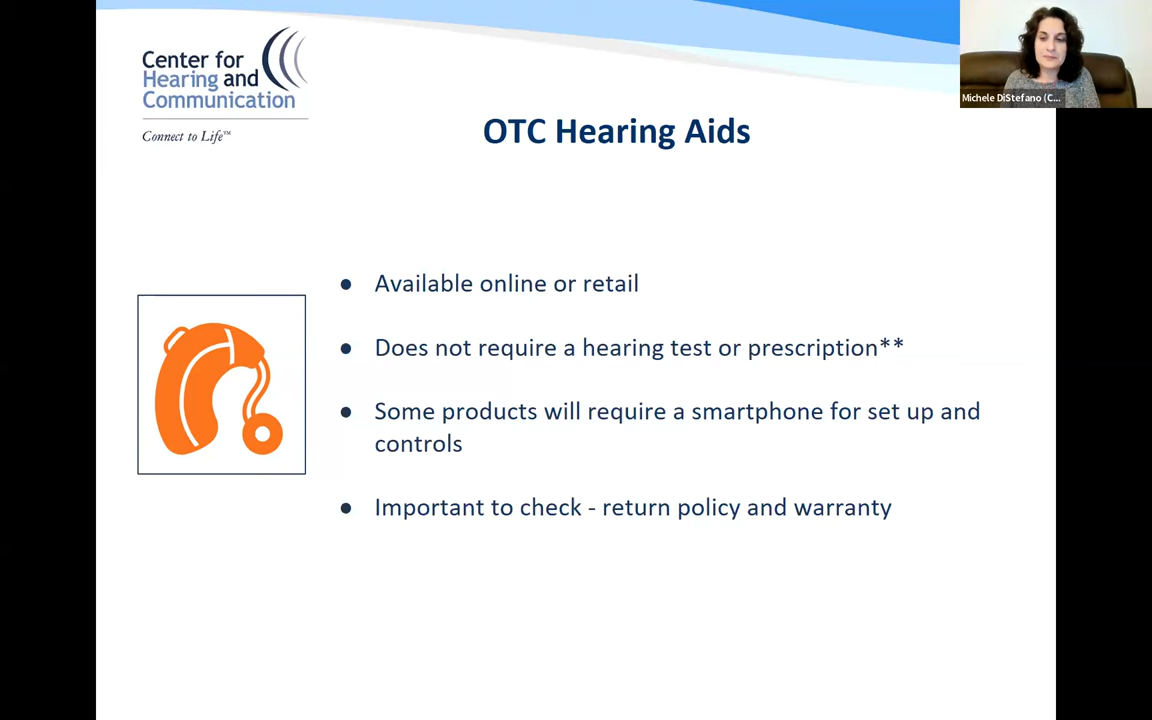 Center for
Hearing and
Communication
Connect to Life™
Michele DiStefano (C...
OTC Hearing Aids
● Available online or retail
● Does not require a hearing test or prescription**
● Some products will require a smartphone for set up and
controls
● Important to check - return policy and warranty